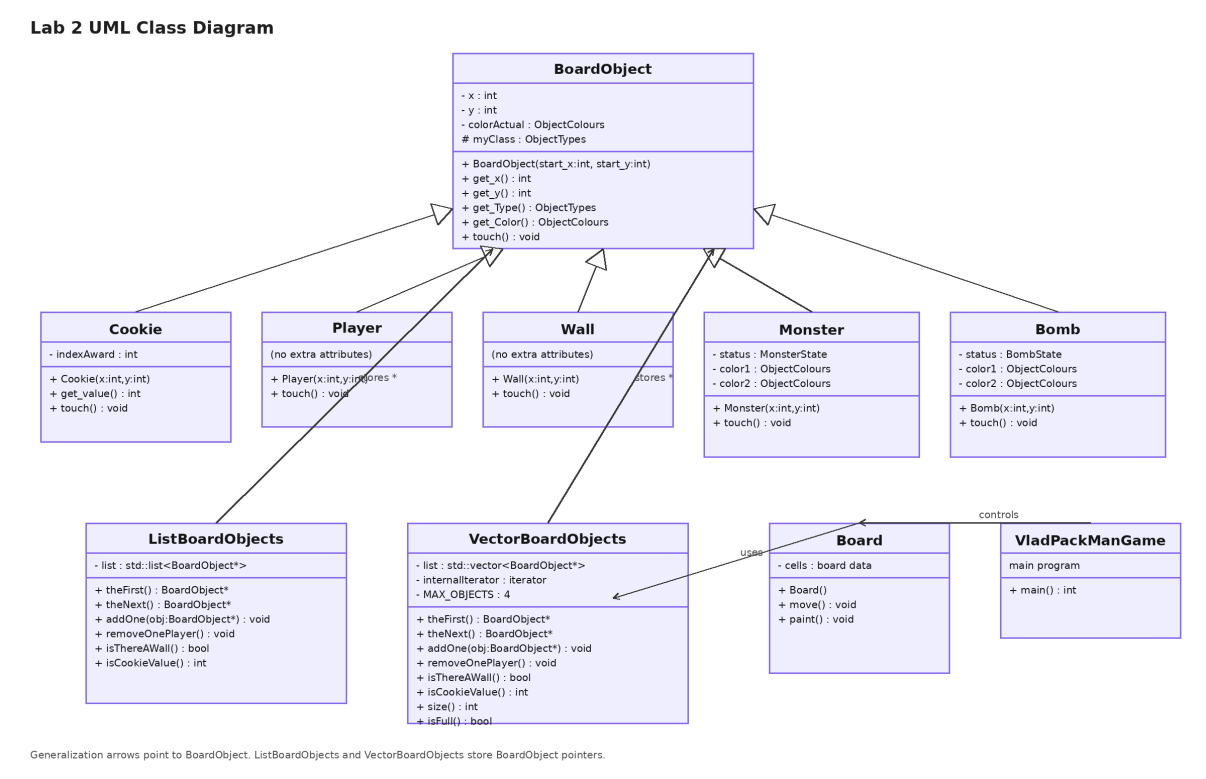 Lab 2 UML Class Diagram
BoardObject
- x : int
- y : int
- colorActual : ObjectColours
# myClass : ObjectTypes
+ BoardObject(start_x:int, start_y:int)
+ get_x() : int
+ get_y() : int
+ get_Type() : ObjectTypes
+ get_Color() : ObjectColours
+ touch() : void
Cookie
- indexAward : int
+ Cookie(x:int,y:int)
+ get_value() : int
+ touch() : void
Player
(no extra attributes)
+ Player(x:int,y:int)
+ touch() : void
stores *
Wall
(no extra attributes)
+ Wall(x:int,y:int)
+ touch() : void
stores *
Monster
- status : MonsterState
- color1 : ObjectColours
- color2 : ObjectColours
+ Monster(x:int,y:int)
+ touch() : void
Bomb
- status : BombState
- color1 : ObjectColours
- color2 : ObjectColours
+ Bomb(x:int,y:int)
+ touch() : void
ListBoardObjects
- list : std::list<BoardObject*>
+ theFirst() : BoardObject*
+ theNext() : BoardObject*
+ addOne(obj:BoardObject*) : void
+ removeOnePlayer() : void
+ isThereAWall() : bool
+ isCookieValue() : int
VectorBoardObjects
- list : std::vector<BoardObject*>
- internalIterator : iterator
- MAX_OBJECTS : 4
+ theFirst() : BoardObject*
+ theNext() : BoardObject*
+ addOne(obj:BoardObject*) : void
+ removeOnePlayer() : void
+ isThereAWall() : bool
+ isCookieValue() : int
+ size() : int
+ isFull() : bool
uses
Board
- cells : board data
+ Board()
+ move() : void
+ paint() : void
controls
VladPackManGame
main program
+ main() : int
Generalization arrows point to BoardObject. ListBoardObjects and VectorBoardObjects store BoardObject pointers.